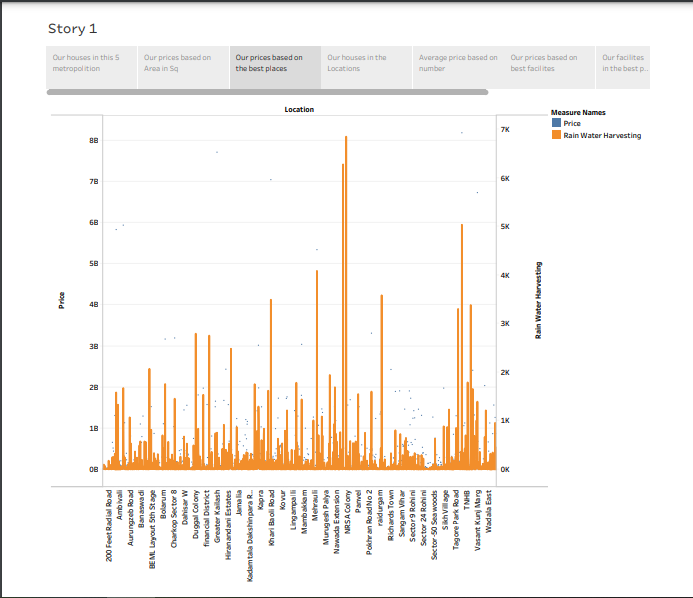 Story 1
Our houses in this 5
metropolition
Our prices based on
Area in Sq
Our prices based on
the best places
Our houses in the
Locations
Average price based on
number
Our prices based on
best facilites
Our facilites
in the best p..
Location
Measure Names
Price
Rain Water Harvesting
8B
7B
6B
5B
4B
3B
2B
1B
0B
Price
7K
6K
5K
4K
3K
2K
1K
0K
Rain Water Harvesting
200 Feet Radial Road
Ambivali
Aurungzeb Road
Banaswadi
BEML Layout 5th Stage
Bolarum
Charkop Sector 8
Dahisar W
Duggal Colony
financial District
Greater Kailash
Hiranandani Estates
Jamalia
Kadamtala Dakshinpara R..
Kapra
Khari Baoli Road
Kovur
Lingampalli
Mambakkam
Mehrauli
Murugesh Palya
Nawada Extension
NRSA Colony
Panvel
Pokhran Road No 2
raidurgam
Richards Town
Sangam Vihar
Sector 9 Rohini
Sector 24 Rohini
Sector-50 Seawoods
Sikh Village
Tagore Park Road
TNHB
Vasant Kunj Main
Wadala East